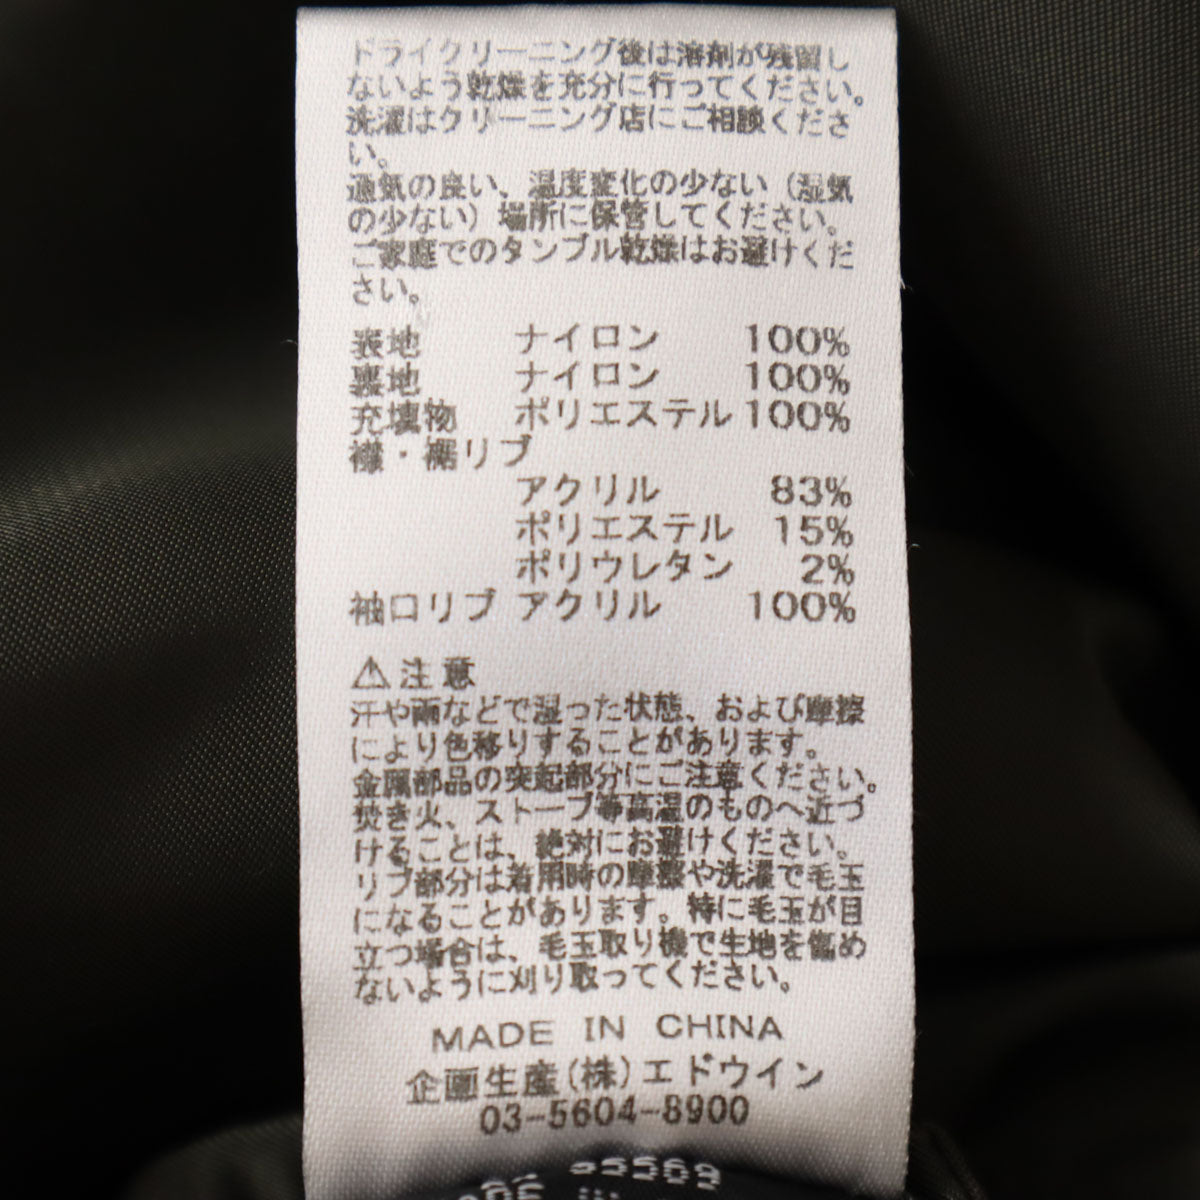 ドライクリーニング後は溶剤が残留し
ないよう乾燥を充分に行ってください。
洗濯はクリーニング店にご相談くださ
い。
通気の良い、温度変化の少ない（湿気
の少ない）場所に保管してください。
ご家庭でのタンブル乾燥はお避けくだ
さい。
表地 ナイロン 100%
裏地 ナイロン 100%
充填物 ポリエステル 100%
襟・裾リブ
アクリル 83%
ポリエステル 15%
ポリウレタン 2%
袖口リブ アクリル 100%
⚠注意
汗や雨などで湿った状態、および摩擦
により色移りすることがあります。
金属部品の突起部分にご注意ください。
焚き火、ストーブ等高温のものへ近づ
けることは、絶対にお避けください。
リブ部分は着用時の摩擦や洗濯で毛玉
になることがあります。特に毛玉が目
立つ場合は、毛玉取り機で生地を傷め
ないように刈り取ってください。
MADE IN CHINA
企画生産(株)エドウイン
03-5604-8900